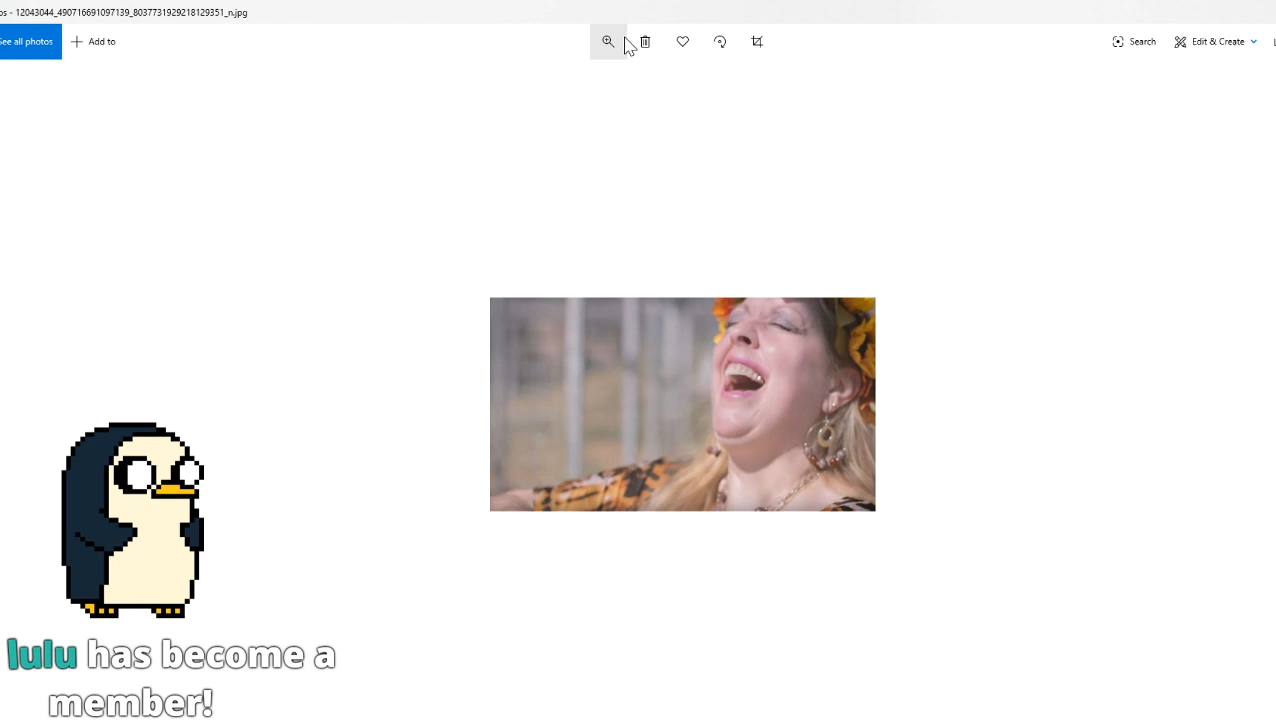 os - 12043044_490716691097139_8037731929218129351_n.jpg
See all photos
Add to
Search
Edit & Create
lulu has become a
member!